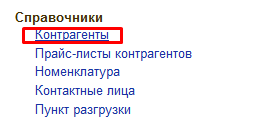 Справочники
Контрагенты
Прайс-листы контрагентов
Номенклатура
Контактные лица
Пункт разгрузки